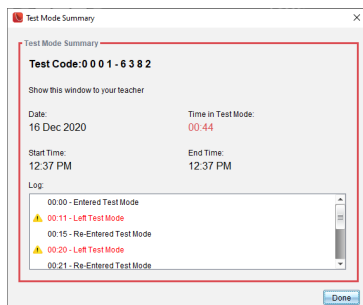 Test Mode Summary
Test Mode Summary
Test Code:0 0 0 1 - 6 3 8 2
Show this window to your teacher
Date:
Time in Test Mode:
16 Dec 2020
00:44
Start Time:
End Time:
12:37 PM
12:37 PM
Log:
00:00 - Entered Test Mode
00:11 - Left Test Mode
00:15 - Re-Entered Test Mode
00:20 - Left Test Mode
00:21 - Re-Entered Test Mode
Done